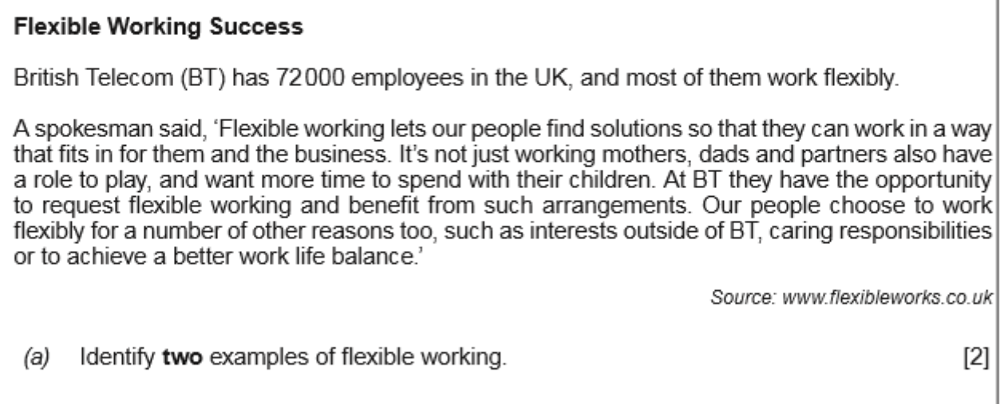 Flexible Working Success
British Telecom (BT) has 72 000 employees in the UK, and most of them work flexibly.
A spokesman said, ‘Flexible working lets our people find solutions so that they can work in a way
that fits in for them and the business. It’s not just working mothers, dads and partners also have
a role to play, and want more time to spend with their children. At BT they have the opportunity
to request flexible working and benefit from such arrangements. Our people choose to work
flexibly for a number of other reasons too, such as interests outside of BT, caring responsibilities
or to achieve a better work life balance.’
Source: www.flexibleworks.co.uk
(a) Identify two examples of flexible working. [2]